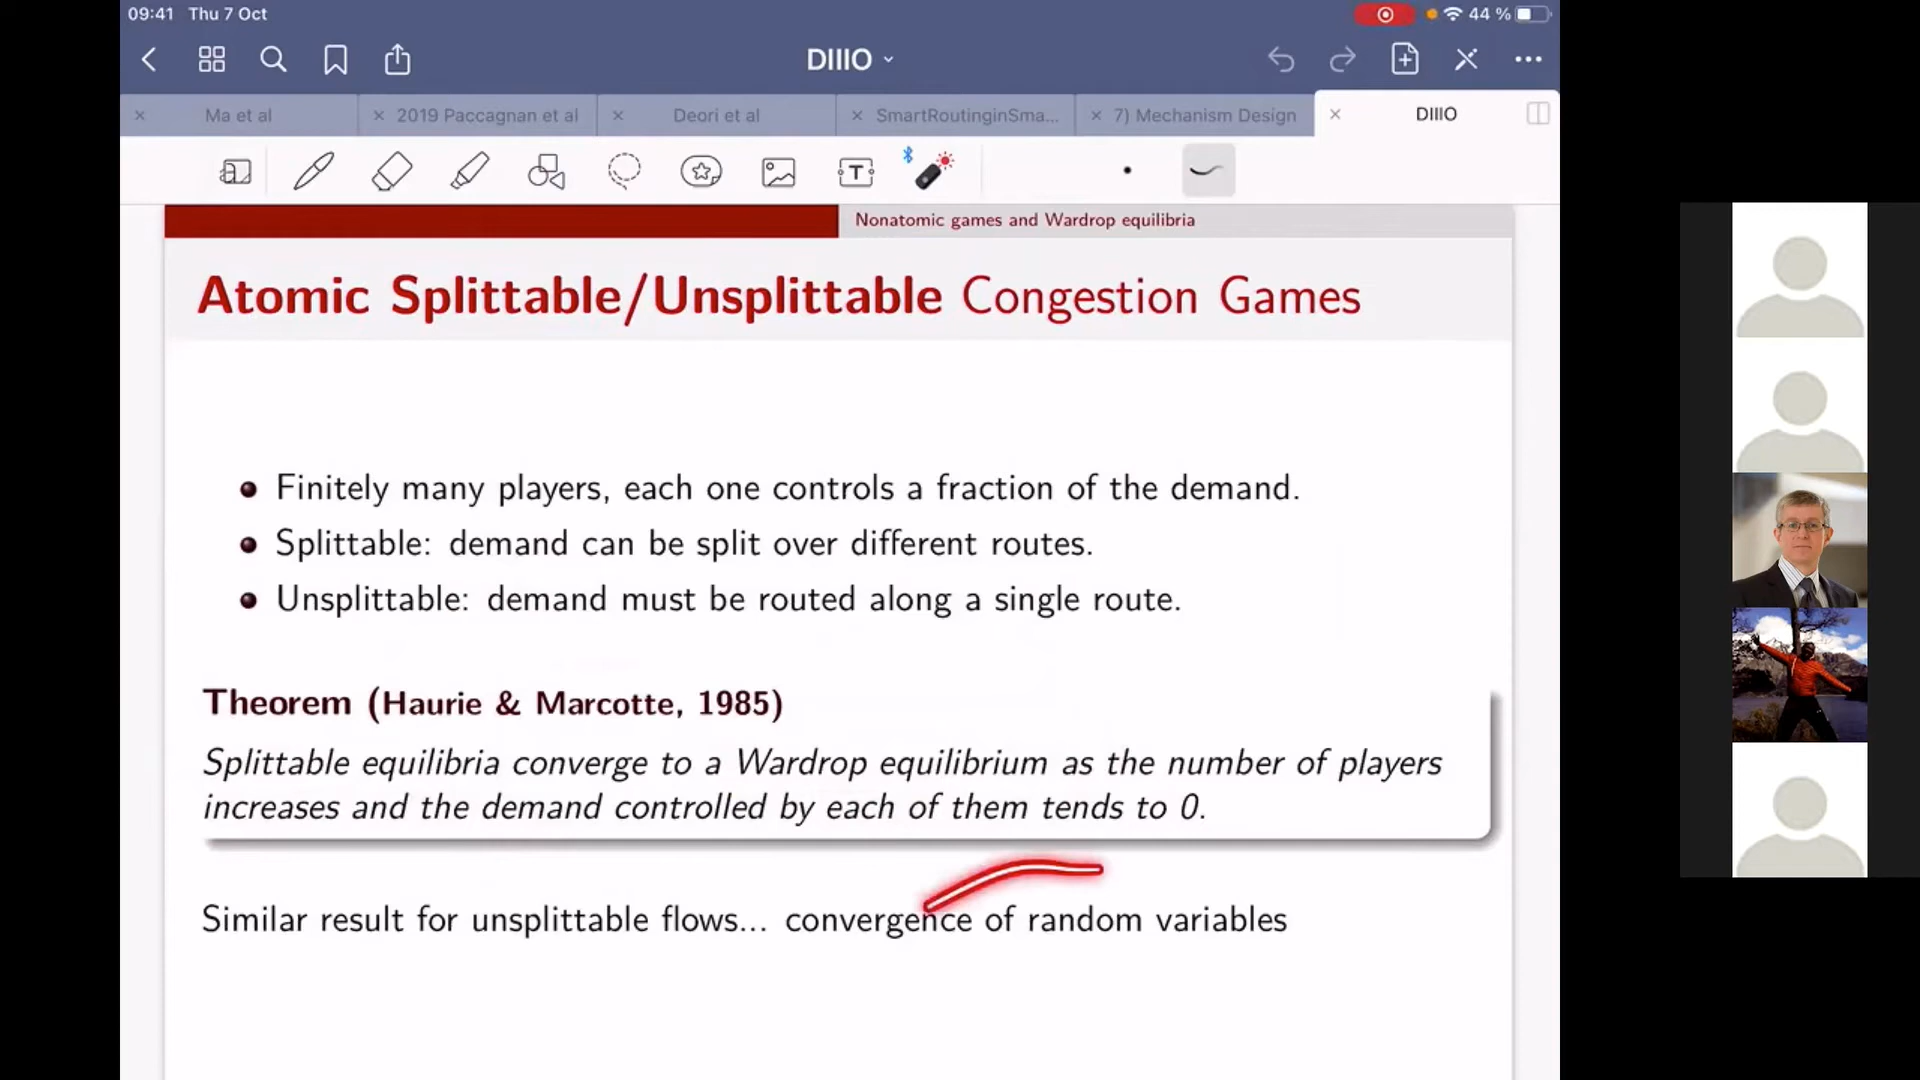 09:41 Thu 7 Oct
44 %
DIIIO
Ma et al
2019 Paccagnan et al
Deori et al
SmartRoutinginSma...
7) Mechanism Design
DIIIO
Nonatomic games and Wardrop equilibria
Atomic Splittable/Unsplittable Congestion Games
Finitely many players, each one controls a fraction of the demand.
Splittable: demand can be split over different routes.
Unsplittable: demand must be routed along a single route.
Theorem (Haurie & Marcotte, 1985)
Splittable equilibria converge to a Wardrop equilibrium as the number of players
increases and the demand controlled by each of them tends to 0.
Similar result for unsplittable flows... convergence of random variables